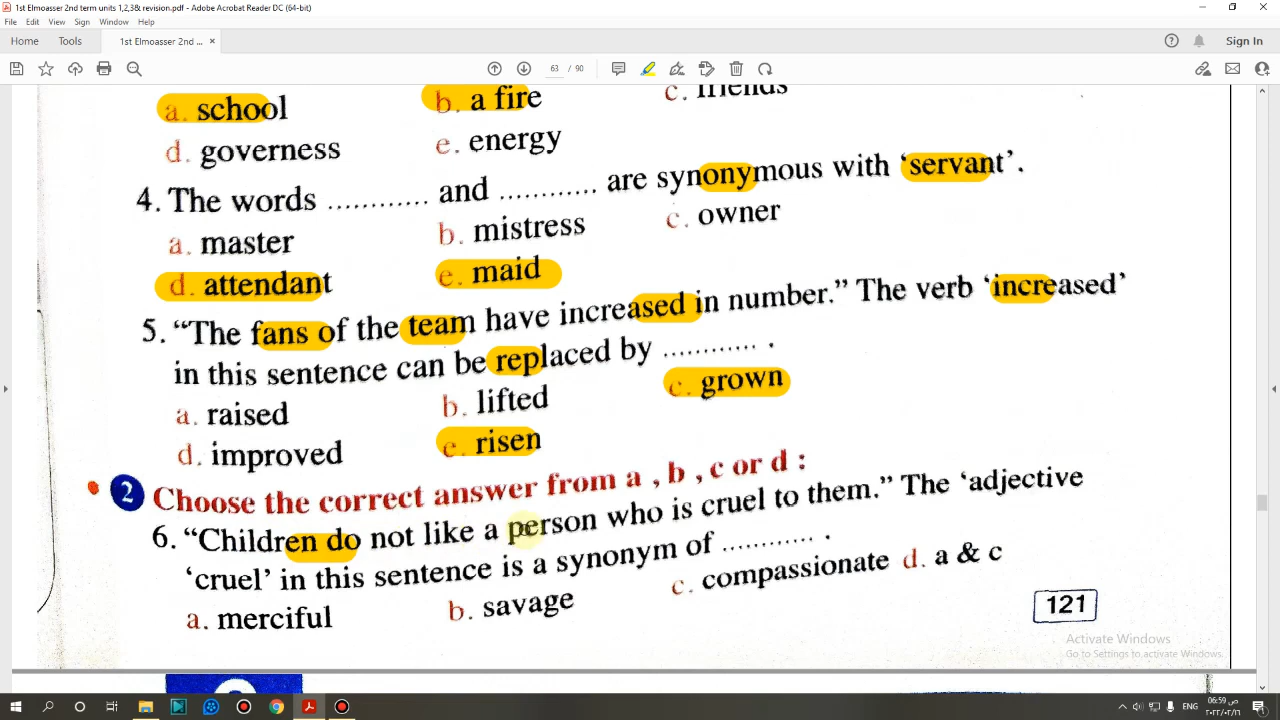 1st Elmoasser 2nd term units 1,2,3& revision.pdf - Adobe Acrobat Reader DC (64-bit)
File Edit View Sign Window Help
Home Tools 1st Elmoasser 2nd ... × Sign In
63 / 90
a. school b. a fire c. friends
d. governess e. energy
4. The words ............ and ............ are synonymous with ‘servant’.
a. master b. mistress c. owner
d. attendant e. maid
5. “The fans of the team have increased in number.” The verb ‘increased’
in this sentence can be replaced by ............ .
a. raised b. lifted c. grown
d. improved e. risen
2 Choose the correct answer from a , b , c or d :
6. “Children do not like a person who is cruel to them.” The ‘adjective
‘cruel’ in this sentence is a synonym of ............ .
a. merciful b. savage c. compassionate d. a & c
121
Activate Windows
Go to Settings to activate Windows.
ENG 06:59 ص